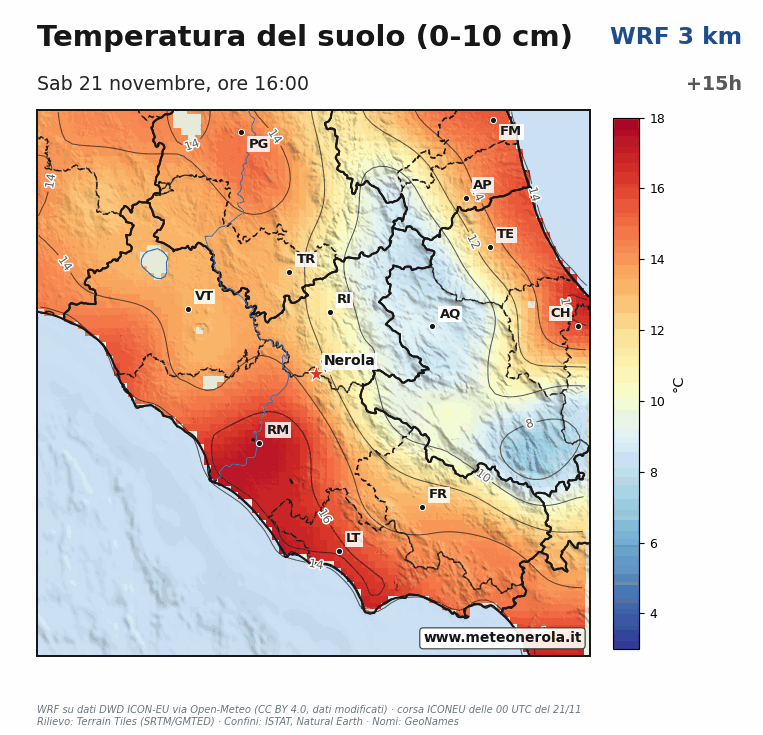 Temperatura del suolo (0-10 cm) WRF 3 km
Sab 21 novembre, ore 16:00 +15h
FM
PG
14
14
14
AP
14
14
TE
12
14
TR
VT
RI
AQ
CH
Nerola
RM
8
10
FR
16
LT
14
www.meteonerola.it
18
16
14
12
10
8
6
4
°C
WRF su dati DWD ICON-EU via Open-Meteo (CC BY 4.0, dati modificati) · corsa ICONEU delle 00 UTC del 21/11
Rilievo: Terrain Tiles (SRTM/GMTED) · Confini: ISTAT, Natural Earth · Nomi: GeoNames